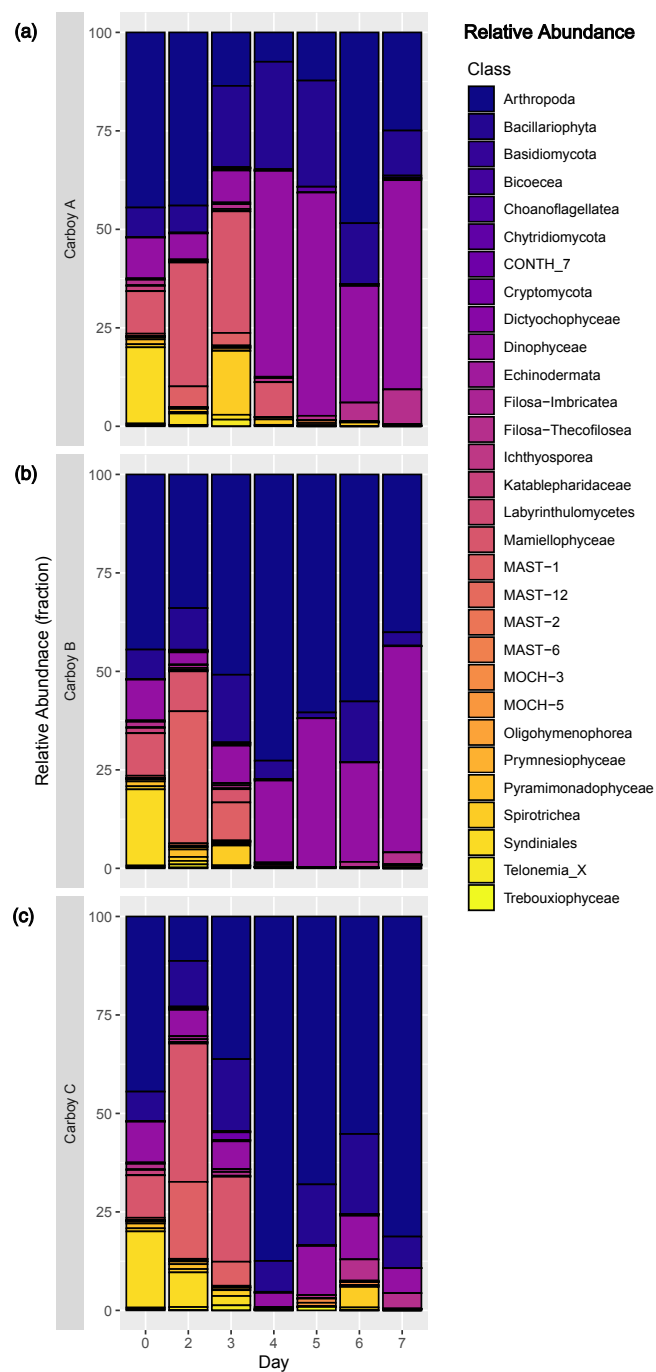 (a)
Relative Abundance
Class
Arthropoda
Bacillariophyta
Basidiomycota
Bicoecea
Choanoflagellatea
Chytridiomycota
CONTH_7
Cryptomycota
Dictyochophyceae
Dinophyceae
Echinodermata
Filosa-Imbricatea
Filosa-Thecofilosea
Ichthyosporea
Katablepharidaceae
Labyrinthulomycetes
Mamiellophyceae
MAST-1
MAST-12
MAST-2
MAST-6
MOCH-3
MOCH-5
Oligohymenophorea
Prymnesiophyceae
Pyramimonadophyceae
Spirotrichea
Syndiniales
Telonemia_X
Trebouxiophyceae
Carboy A
100
75
50
25
0
(b)
Relative Abundnace (fraction)
Carboy B
100
75
50
25
0
(c)
Carboy C
100
75
50
25
0
0 2 3 4 5 6 7
Day